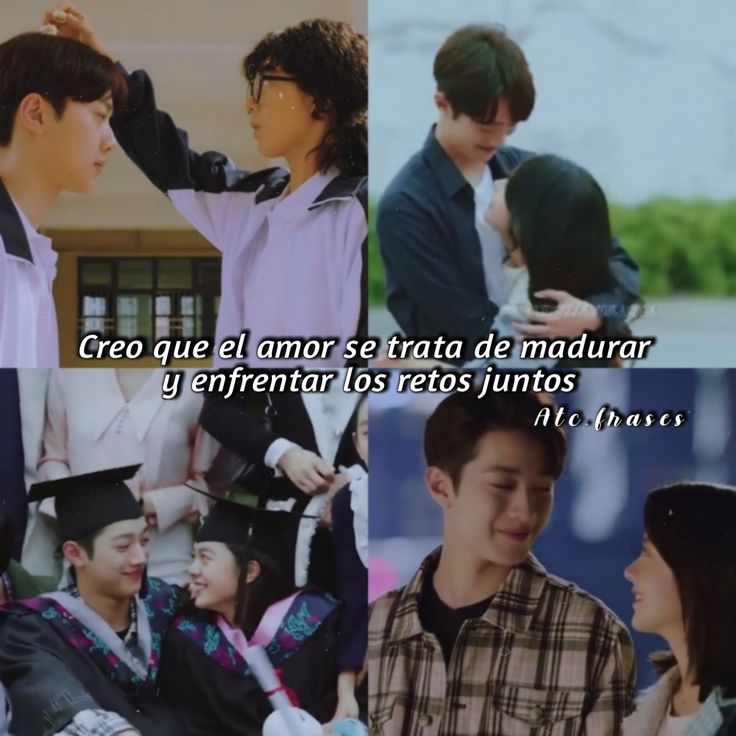 Creo que el amor se trata de madurar
y enfrentar los retos juntos
Atc.frases